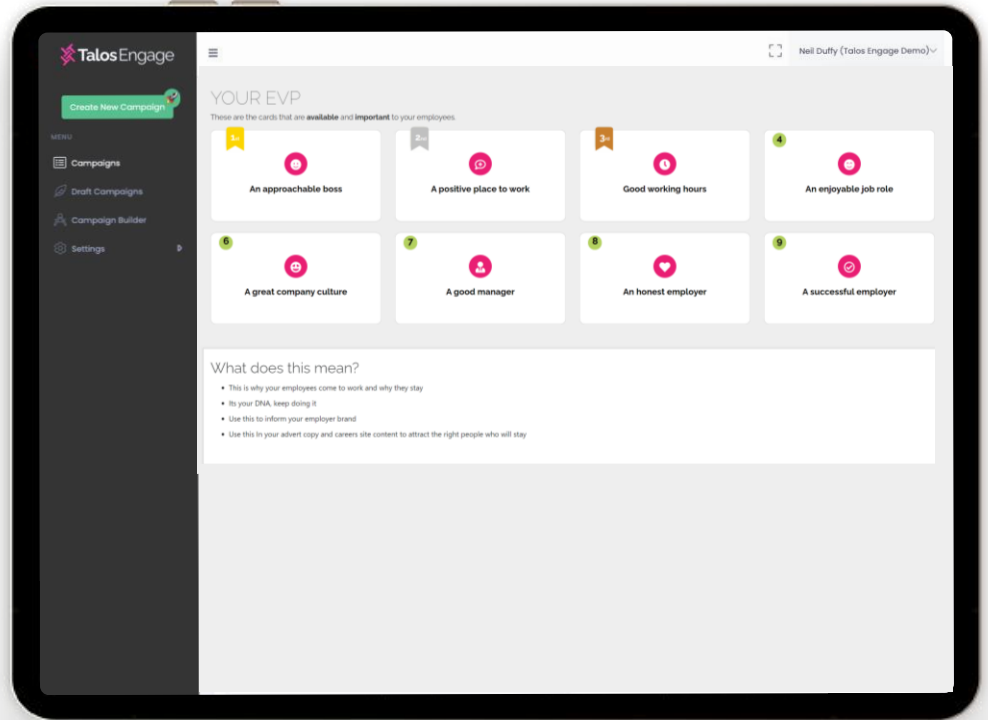 Talos Engage
Neil Duffy (Talos Engage Demo)
Create New Campaign
MENU
Campaigns
Draft Campaigns
Campaign Builder
Settings
YOUR EVP
These are the cards that are available and important to your employees.
1st
2nd
3rd
4
An approachable boss
A positive place to work
Good working hours
An enjoyable job role
6
7
8
9
A great company culture
A good manager
An honest employer
A successful employer
What does this mean?
This is why your employees come to work and why they stay
Its your DNA, keep doing it
Use this to inform your employer brand
Use this in your advert copy and careers site content to attract the right people who will stay